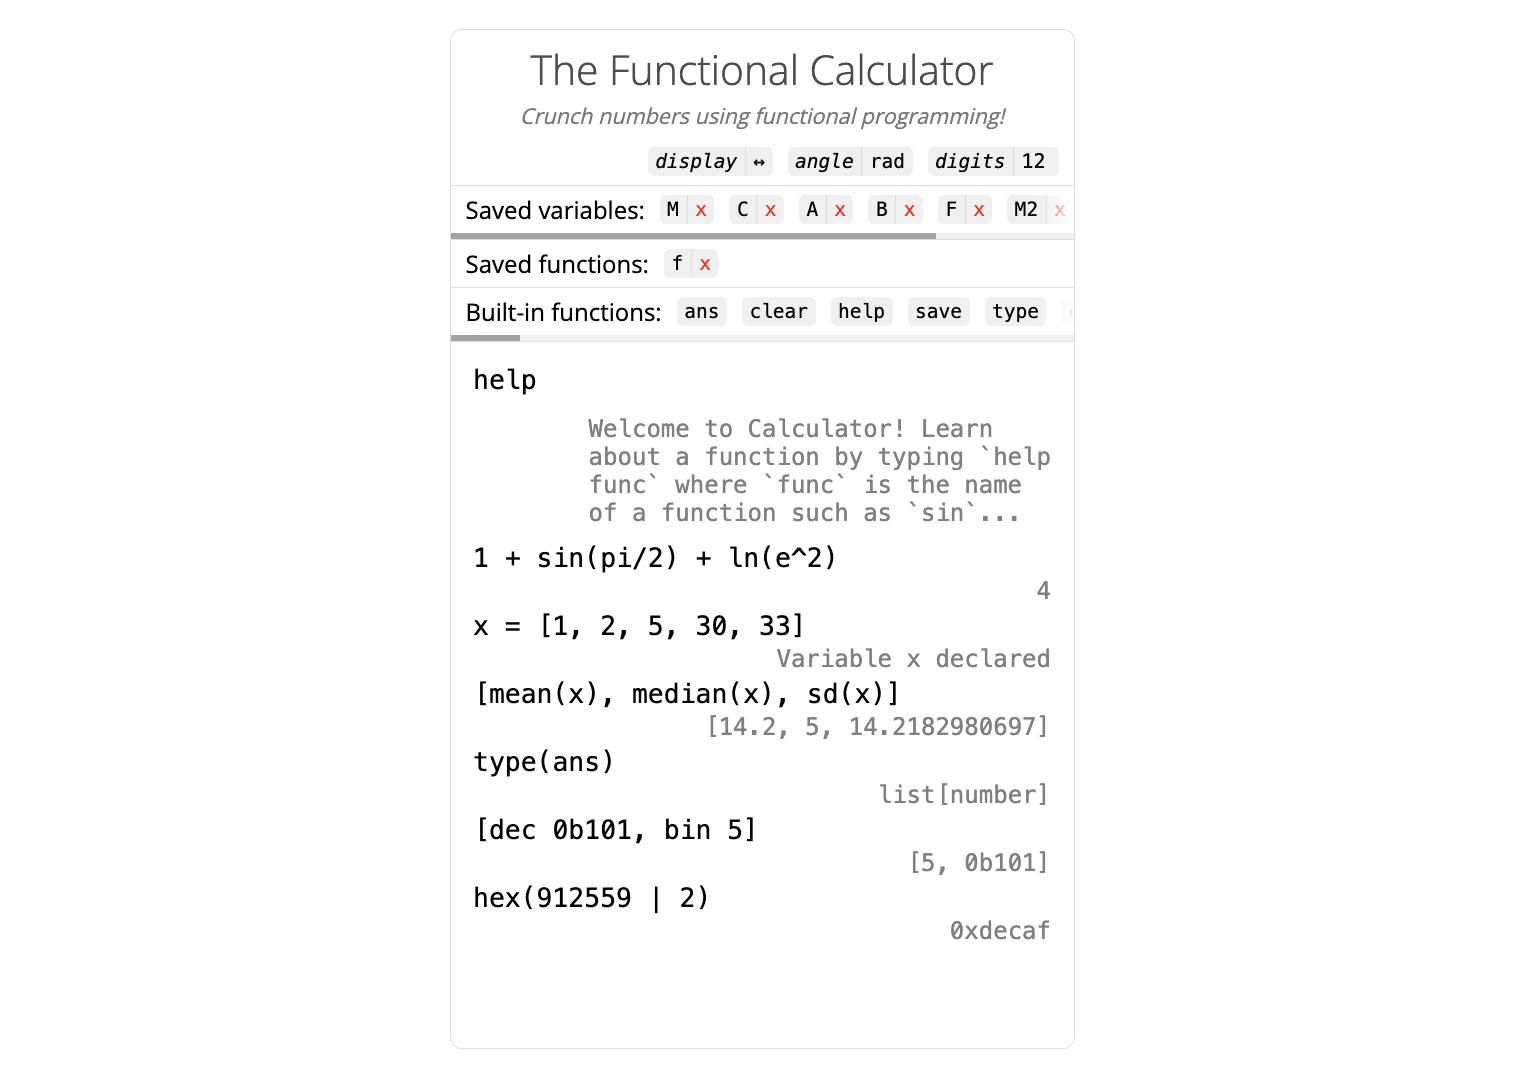 The Functional Calculator
Crunch numbers using functional programming!
display ↔ angle rad digits 12
Saved variables: M x C x A x B x F x M2 x
Saved functions: f x
Built-in functions: ans clear help save type
help
Welcome to Calculator! Learn
about a function by typing `help
func` where `func` is the name
of a function such as `sin`...
1 + sin(pi/2) + ln(e^2)
4
x = [1, 2, 5, 30, 33]
Variable x declared
[mean(x), median(x), sd(x)]
[14.2, 5, 14.2182980697]
type(ans)
list[number]
[dec 0b101, bin 5]
[5, 0b101]
hex(912559 | 2)
0xdecaf